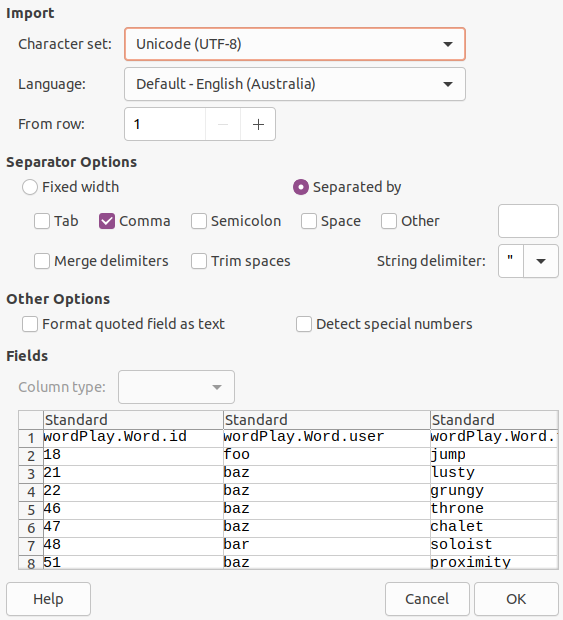 Import
Character set: Unicode (UTF-8)
Language: Default - English (Australia)
From row: 1
Separator Options
Fixed width Separated by
Tab Comma Semicolon Space Other
Merge delimiters Trim spaces String delimiter: "
Other Options
Format quoted field as text Detect special numbers
Fields
Column type:
Standard Standard Standard
1 wordPlay.Word.id wordPlay.Word.user wordPlay.Word.
2 18 foo jump
3 21 baz lusty
4 22 baz grungy
5 46 baz throne
6 47 baz chalet
7 48 bar soloist
8 51 baz proximity
Help Cancel OK